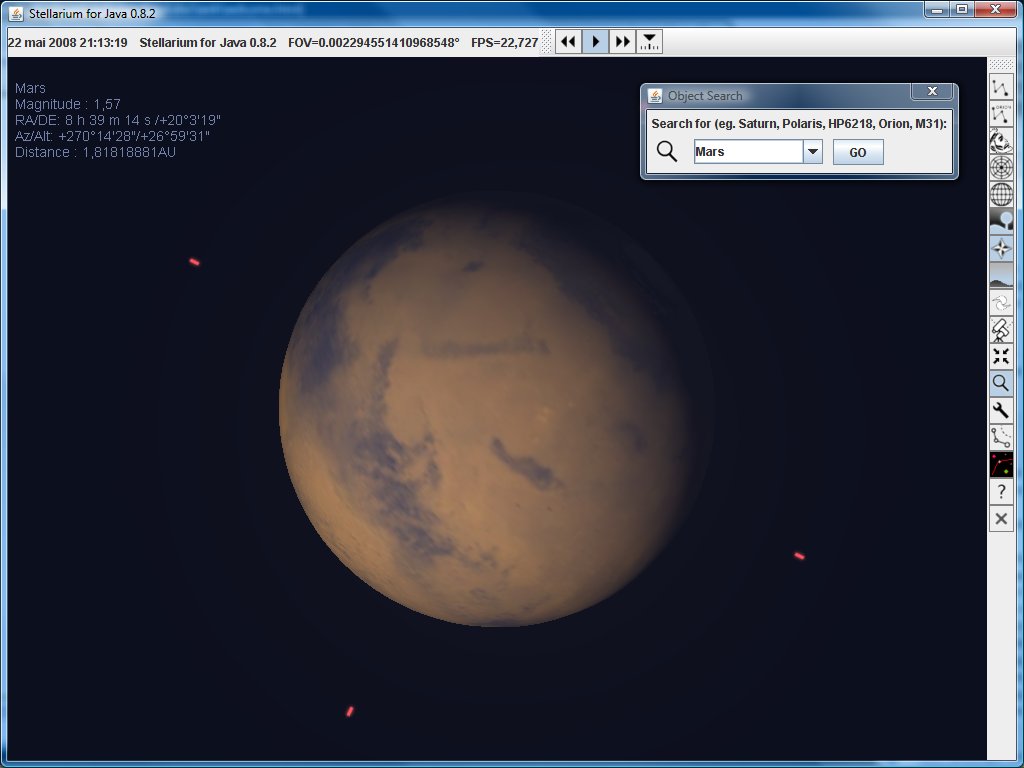 Stellarium for Java 0.8.2
22 mai 2008 21:13:19 Stellarium for Java 0.8.2 FOV=0.002294551410968548° FPS=22,727
Mars
Magnitude : 1,57
RA/DE: 8 h 39 m 14 s /+20°3'19"
Az/Alt: +270°14'28"/+26°59'31"
Distance : 1,81818881AU
Object Search
Search for (eg. Saturn, Polaris, HP6218, Orion, M31):
Mars
GO
?